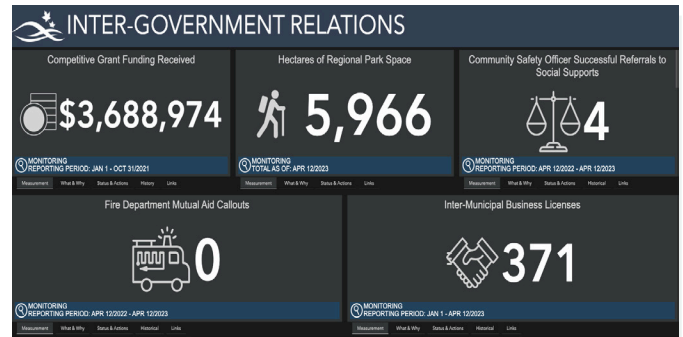 INTER-GOVERNMENT RELATIONS
Competitive Grant Funding Received
$3,688,974
MONITORING
REPORTING PERIOD: JAN 1 - OCT 31/2021
Measurement What & Why Status & Actions History Links
Hectares of Regional Park Space
5,966
MONITORING
TOTAL AS OF: APR 12/2023
Measurement What & Why Status & Actions Links
Community Safety Officer Successful Referrals to
Social Supports
4
MONITORING
REPORTING PERIOD: APR 12/2022 - APR 12/2023
Measurement What & Why Status & Actions Historical Links
Fire Department Mutual Aid Callouts
0
MONITORING
REPORTING PERIOD: APR 12/2022 - APR 12/2023
Measurement What & Why Status & Actions Historical Links
Inter-Municipal Business Licenses
371
MONITORING
REPORTING PERIOD: JAN 1 - APR 12/2023
Measurement What & Why Status & Actions Historical Links